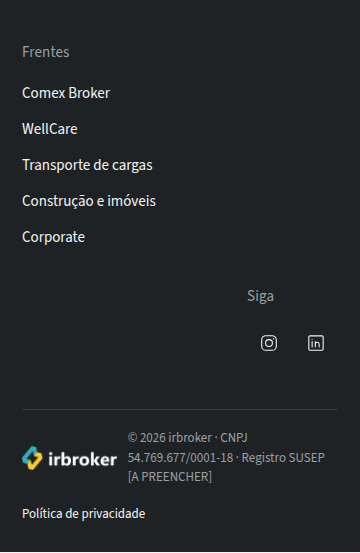 Frentes
Comex Broker
WellCare
Transporte de cargas
Construção e imóveis
Corporate
Siga
irbroker
© 2026 irbroker · CNPJ
54.769.677/0001-18 · Registro SUSEP
[A PREENCHER]
Política de privacidade